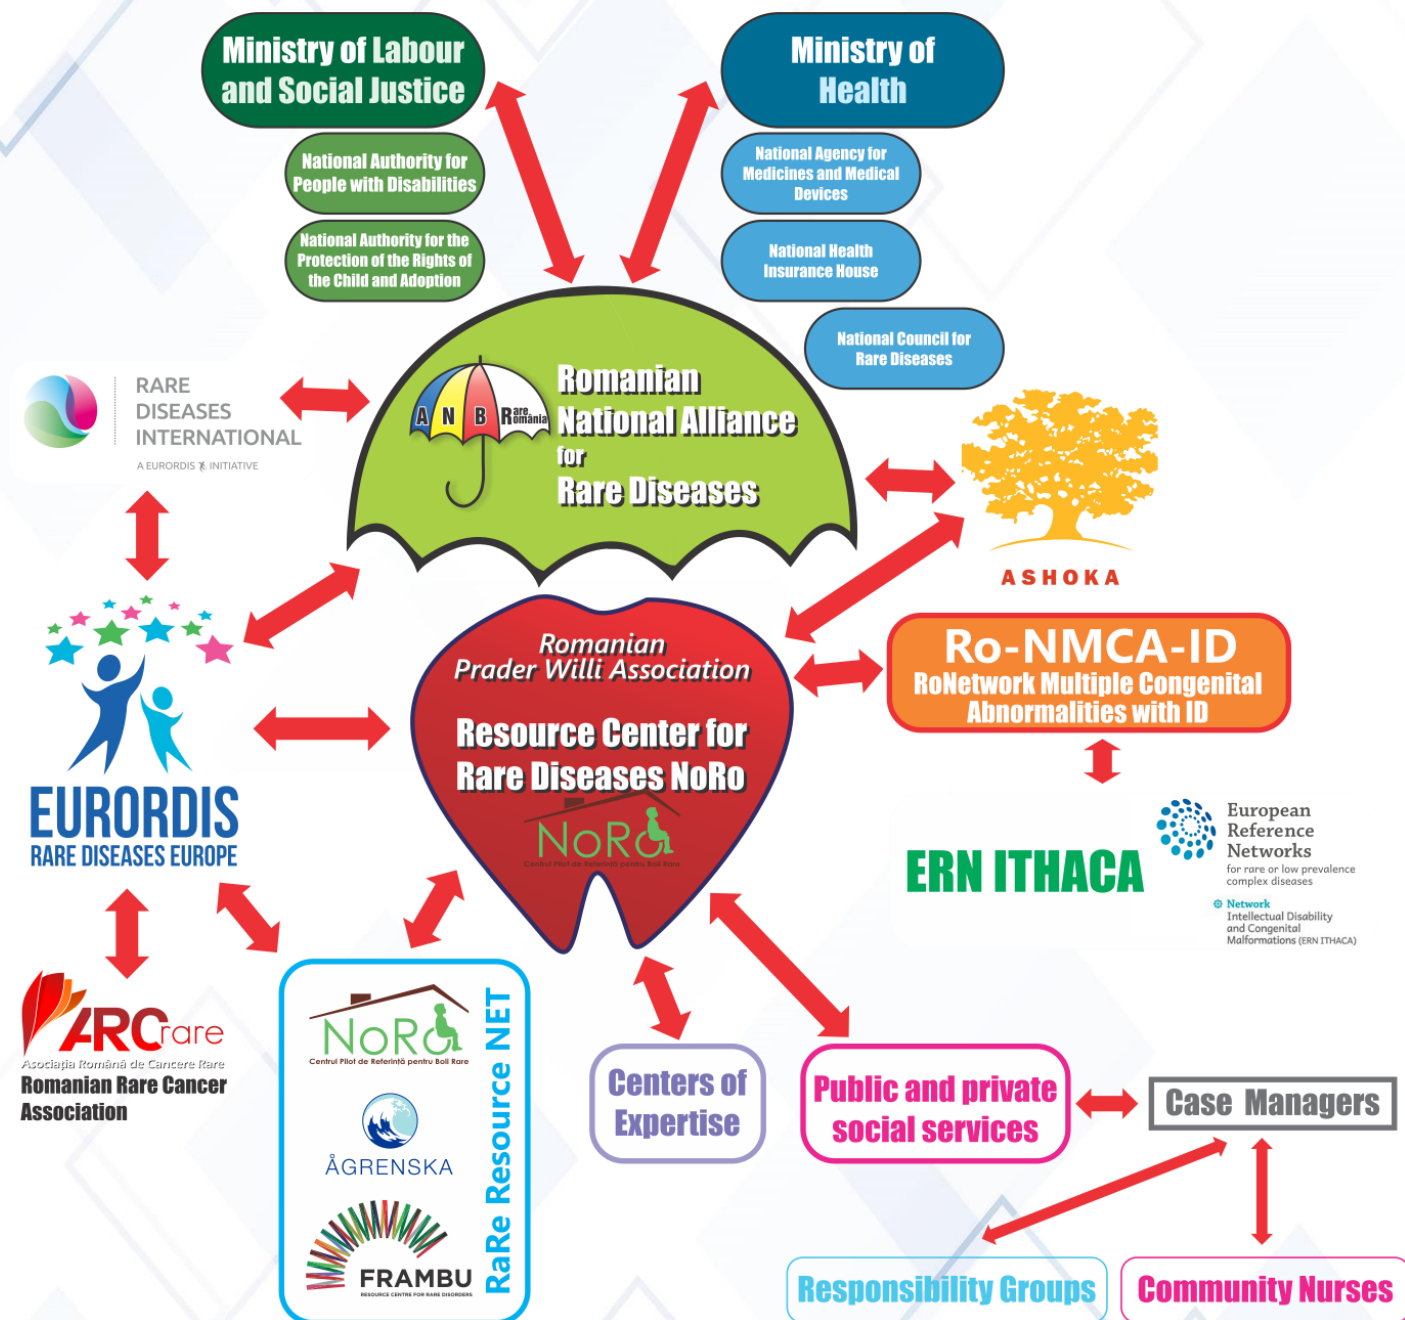 Ministry of Labour
and Social Justice
Ministry of
Health
National Authority for
People with Disabilities
National Authority for the
Protection of the Rights of
the Child and Adoption
National Agency for
Medicines and Medical
Devices
National Health
Insurance House
National Council for
Rare Diseases
RARE
DISEASES
INTERNATIONAL
A EURORDIS INITIATIVE
A N B Rare România
Romanian
National Alliance
for
Rare Diseases
ASHOKA
Romanian
Prader Willi Association
Resource Center for
Rare Diseases NoRo
NoRo
Centrul Pilot de Referință pentru Boli Rare
Ro-NMCA-ID
RoNetwork Multiple Congenital
Abnormalities with ID
EURORDIS
RARE DISEASES EUROPE
ERN ITHACA
European
Reference
Networks
for rare or low prevalence
complex diseases
Network
Intellectual Disability
and Congenital
Malformations (ERN ITHACA)
ARCrare
Asociația Română de Cancere Rare
Romanian Rare Cancer
Association
NoRo
Centrul Pilot de Referință pentru Boli Rare
ÅGRENSKA
FRAMBU
RESOURCE CENTRE FOR RARE DISORDERS
RaRe Resource NET
Centers of
Expertise
Public and private
social services
Case Managers
Responsibility Groups
Community Nurses